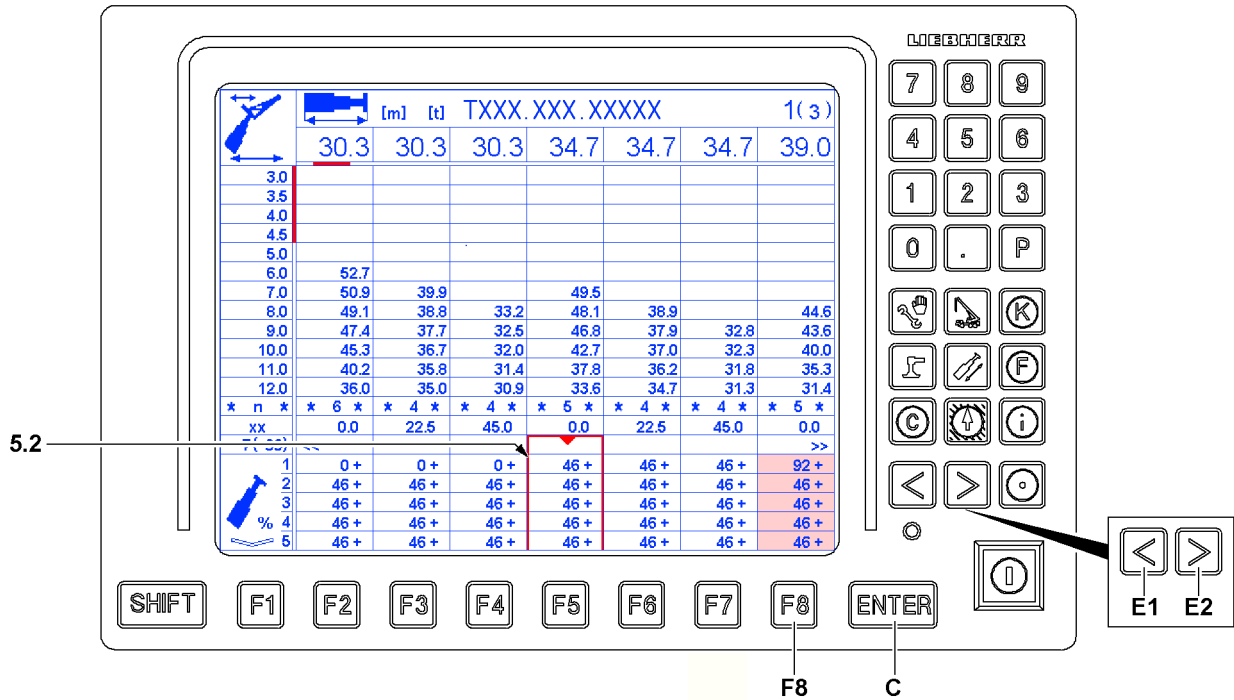 LIEBHERR
[m] [t] TXXX.XXX.XXXXX 1( 3 )
30.3 30.3 30.3 34.7 34.7 34.7 39.0
3.0
3.5
4.0
4.5
5.0
6.0 52.7
7.0 50.9 39.9 49.5
8.0 49.1 38.8 33.2 48.1 38.9 44.6
9.0 47.4 37.7 32.5 46.8 37.9 32.8 43.6
10.0 45.3 36.7 32.0 42.7 37.0 32.3 40.0
11.0 40.2 35.8 31.4 37.8 36.2 31.8 35.3
12.0 36.0 35.0 30.9 33.6 34.7 31.3 31.4
* n * * 6 * * 4 * * 4 * * 5 * * 4 * * 4 * * 5 *
xx 0.0 22.5 45.0 0.0 22.5 45.0 0.0
<< >>
1 0 + 0 + 0 + 46 + 46 + 46 + 92 +
2 46 + 46 + 46 + 46 + 46 + 46 + 46 +
3 46 + 46 + 46 + 46 + 46 + 46 + 46 +
% 4 46 + 46 + 46 + 46 + 46 + 46 + 46 +
5 46 + 46 + 46 + 46 + 46 + 46 + 46 +
5.2
7 8 9
4 5 6
1 2 3
0 . P
K
F
C i
< >
< >
E1 E2
SHIFT F1 F2 F3 F4 F5 F6 F7 F8 ENTER
F8 C